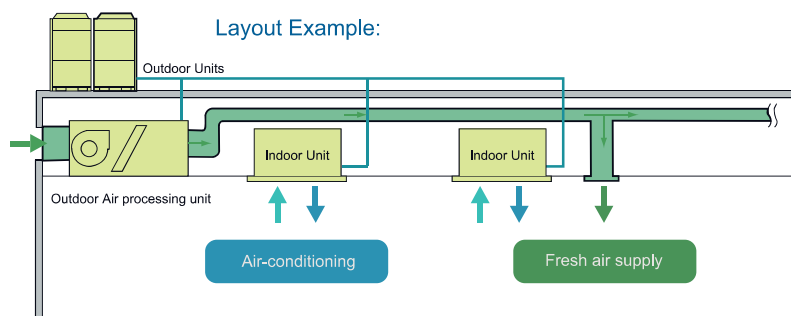 Layout Example:
Outdoor Units
Indoor Unit
Indoor Unit
Outdoor Air processing unit
Air-conditioning
Fresh air supply